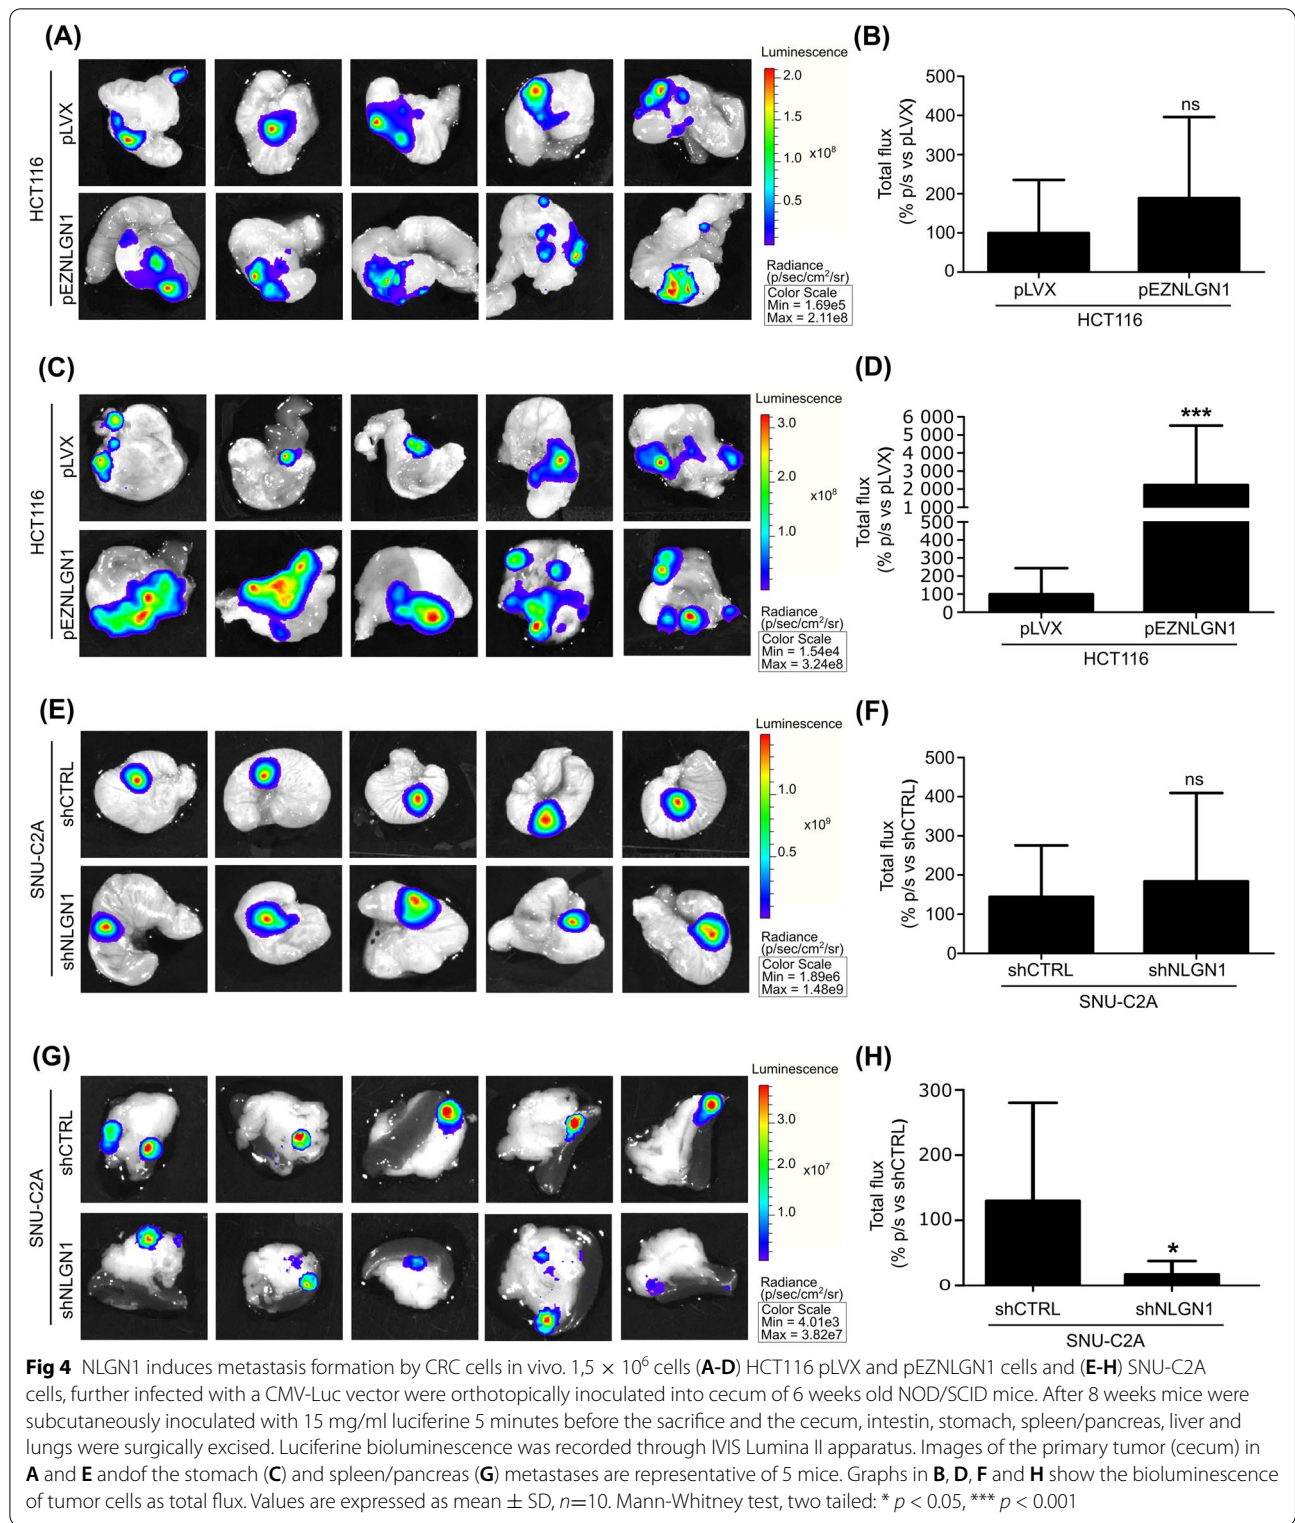 (A)
HCT116
pLVX
pEZNLGN1
Luminescence
2.0
1.5
1.0
x10⁸
0.5
Radiance
(p/sec/cm²/sr)
Color Scale
Min = 1.69e5
Max = 2.11e8
(B)
Total flux
(% p/s vs pLVX)
500
400
300
200
100
0
ns
pLVX
pEZNLGN1
HCT116
(C)
HCT116
pLVX
pEZNLGN1
Luminescence
3.0
2.0
x10⁸
1.0
Radiance
(p/sec/cm²/sr)
Color Scale
Min = 1.54e4
Max = 3.24e8
(D)
Total flux
(% p/s vs pLVX)
6 000
5 000
4 000
3 000
2 000
1 000
500
400
300
200
100
0
***
pLVX
pEZNLGN1
HCT116
(E)
SNU-C2A
shCTRL
shNLGN1
Luminescence
1.0
x10⁹
0.5
Radiance
(p/sec/cm²/sr)
Color Scale
Min = 1.89e6
Max = 1.48e9
(F)
Total flux
(% p/s vs shCTRL)
500
400
300
200
100
0
ns
shCTRL
shNLGN1
SNU-C2A
(G)
SNU-C2A
shCTRL
shNLGN1
Luminescence
3.0
2.0
x10⁷
1.0
Radiance
(p/sec/cm²/sr)
Color Scale
Min = 4.01e3
Max = 3.82e7
(H)
Total flux
(% p/s vs shCTRL)
300
200
100
0
*
shCTRL
shNLGN1
SNU-C2A
Fig 4 NLGN1 induces metastasis formation by CRC cells in vivo. 1,5 × 10⁶ cells (A-D) HCT116 pLVX and pEZNLGN1 cells and (E-H) SNU-C2A
cells, further infected with a CMV-Luc vector were orthotopically inoculated into cecum of 6 weeks old NOD/SCID mice. After 8 weeks mice were
subcutaneously inoculated with 15 mg/ml luciferine 5 minutes before the sacrifice and the cecum, intestin, stomach, spleen/pancreas, liver and
lungs were surgically excised. Luciferine bioluminescence was recorded through IVIS Lumina II apparatus. Images of the primary tumor (cecum) in
A and E andof the stomach (C) and spleen/pancreas (G) metastases are representative of 5 mice. Graphs in B, D, F and H show the bioluminescence
of tumor cells as total flux. Values are expressed as mean ± SD, n=10. Mann-Whitney test, two tailed: * p < 0.05, *** p < 0.001